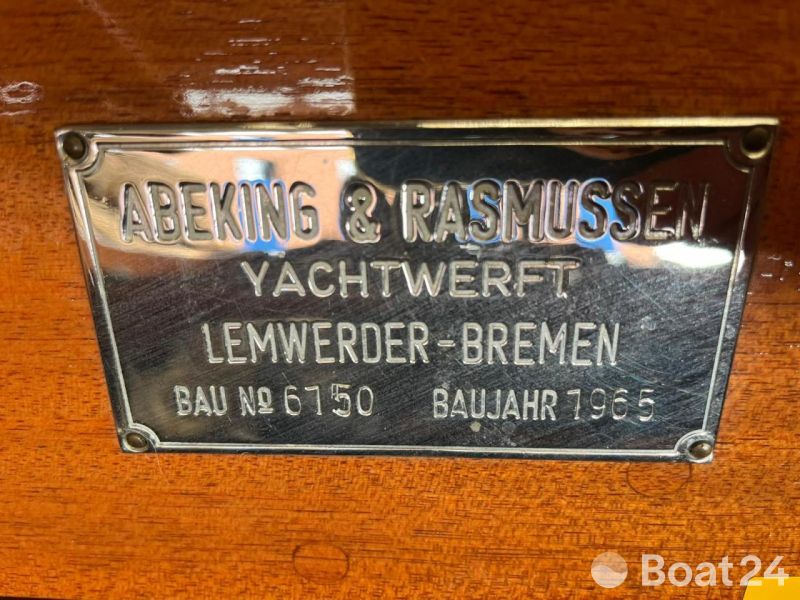 ABEKING & RASMUSSEN
YACHTWERFT
LEMWERDER-BREMEN
BAU № 6150 BAUJAHR 1965
Boat24